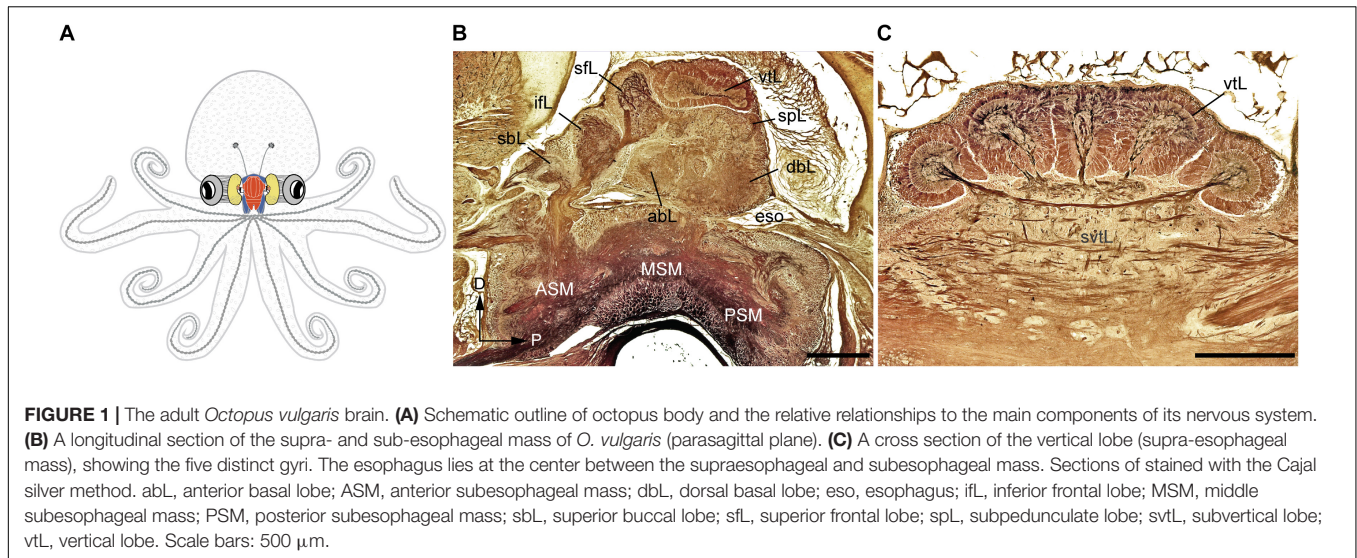 A
B
C
sfL
vtL
ifL
spL
sbL
dbL
abL
eso
MSM
ASM
PSM
D
P
vtL
svtL
FIGURE 1 | The adult Octopus vulgaris brain. (A) Schematic outline of octopus body and the relative relationships to the main components of its nervous system.
(B) A longitudinal section of the supra- and sub-esophageal mass of O. vulgaris (parasagittal plane). (C) A cross section of the vertical lobe (supra-esophageal
mass), showing the five distinct gyri. The esophagus lies at the center between the supraesophageal and subesophageal mass. Sections of stained with the Cajal
silver method. abL, anterior basal lobe; ASM, anterior subesophageal mass; dbL, dorsal basal lobe; eso, esophagus; ifL, inferior frontal lobe; MSM, middle
subesophageal mass; PSM, posterior subesophageal mass; sbL, superior buccal lobe; sfL, superior frontal lobe; spL, subpedunculate lobe; svtL, subvertical lobe;
vtL, vertical lobe. Scale bars: 500 μm.